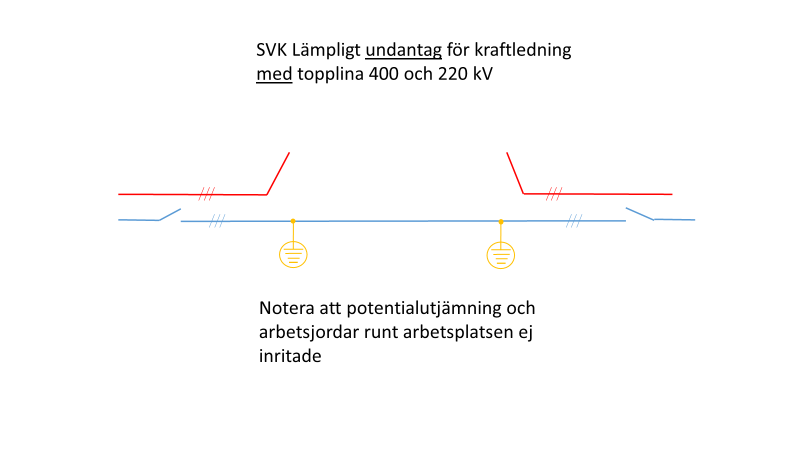 SVK Lämpligt undantag för kraftledning
med topplina 400 och 220 kV
Notera att potentialutjämning och
arbetsjordar runt arbetsplatsen ej
inritade